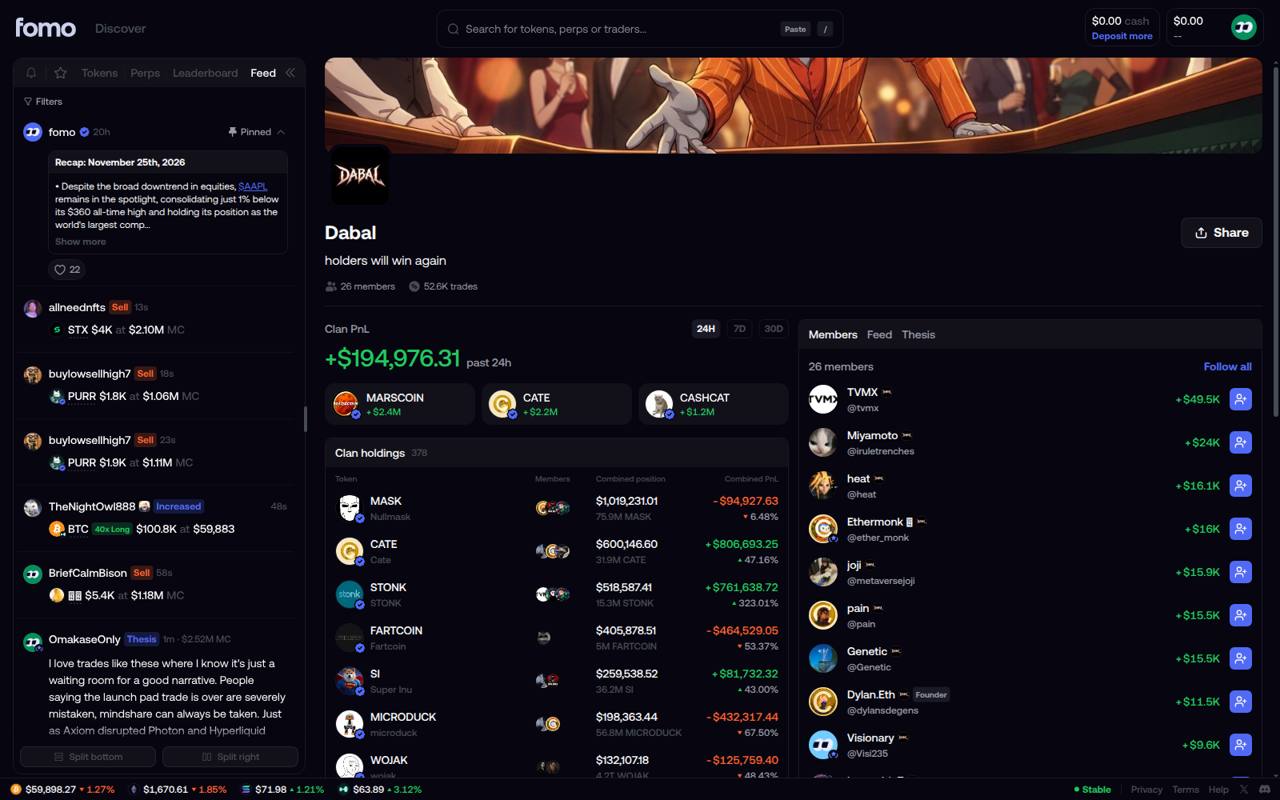 fomo
Discover
Search for tokens, perps or traders...
Paste
/
$0.00 cash
Deposit more
$0.00
--
Tokens
Perps
Leaderboard
Feed
Filters
fomo 20h
Pinned
Recap: November 25th, 2026
• Despite the broad downtrend in equities, $AAPL
remains in the spotlight, consolidating just 1% below
its $360 all-time high and holding its position as the
world's largest comp...
Show more
22
allneednfts Sell 13s
STX $4K at $2.10M MC
buylowsellhigh7 Sell 18s
PURR $1.8K at $1.06M MC
buylowsellhigh7 Sell 23s
PURR $1.9K at $1.11M MC
TheNightOwl888 Increased 48s
BTC 40x Long $100.8K at $59,883
BriefCalmBison Sell 58s
$5.4K at $1.18M MC
OmakaseOnly Thesis 1m · $2.52M MC
I love trades like these where I know it's just a
waiting room for a good narrative. People
saying the launch pad trade is over are severely
mistaken, mindshare can always be taken. Just
as Axiom disrupted Photon and Hyperliquid
Split bottom
Split right
DABAL
Dabal
holders will win again
26 members
52.6K trades
Share
Clan PnL
24H
7D
30D
+$194,976.31 past 24h
MARSCOIN
+$2.4M
CATE
+$2.2M
CASHCAT
+$1.2M
Clan holdings 378
Token
Members
Combined position
Combined PnL
MASK
Nullmask
$1,019,231.01
75.9M MASK
-$94,927.63
▾ 6.48%
CATE
Cate
$600,146.60
31.9M CATE
+$806,693.25
▴ 47.16%
stonk
STONK
STONK
$518,587.41
15.3M STONK
+$761,638.72
▴ 323.01%
FARTCOIN
Fartcoin
$405,878.51
5M FARTCOIN
-$464,529.05
▾ 53.37%
SI
Super Inu
$259,538.52
36.2M SI
+$81,732.32
▴ 43.00%
MICRODUCK
microduck
$198,363.44
56.8M MICRODUCK
-$432,317.44
▾ 67.50%
WOJAK
wojak
$132,107.18
4.2T WOJAK
-$125,759.40
▾ 48.43%
Members
Feed
Thesis
26 members
Follow all
TVMX
TVMX
@tvmx
+$49.5K
Miyamoto
@iruletrenches
+$24K
heat
@heat
+$16.1K
Ethermonk
@ether_monk
+$16K
joji
@metaversejoji
+$15.9K
pain
@pain
+$15.5K
Genetic
@Genetic
+$15.5K
Dylan.Eth Founder
@dylansdegens
+$11.5K
Visionary
@Visi235
+$9.6K
$59,898.27 ▾ 1.27%
$1,670.61 ▾ 1.85%
$71.98 ▴ 1.21%
$63.89 ▴ 3.12%
Stable
Privacy
Terms
Help